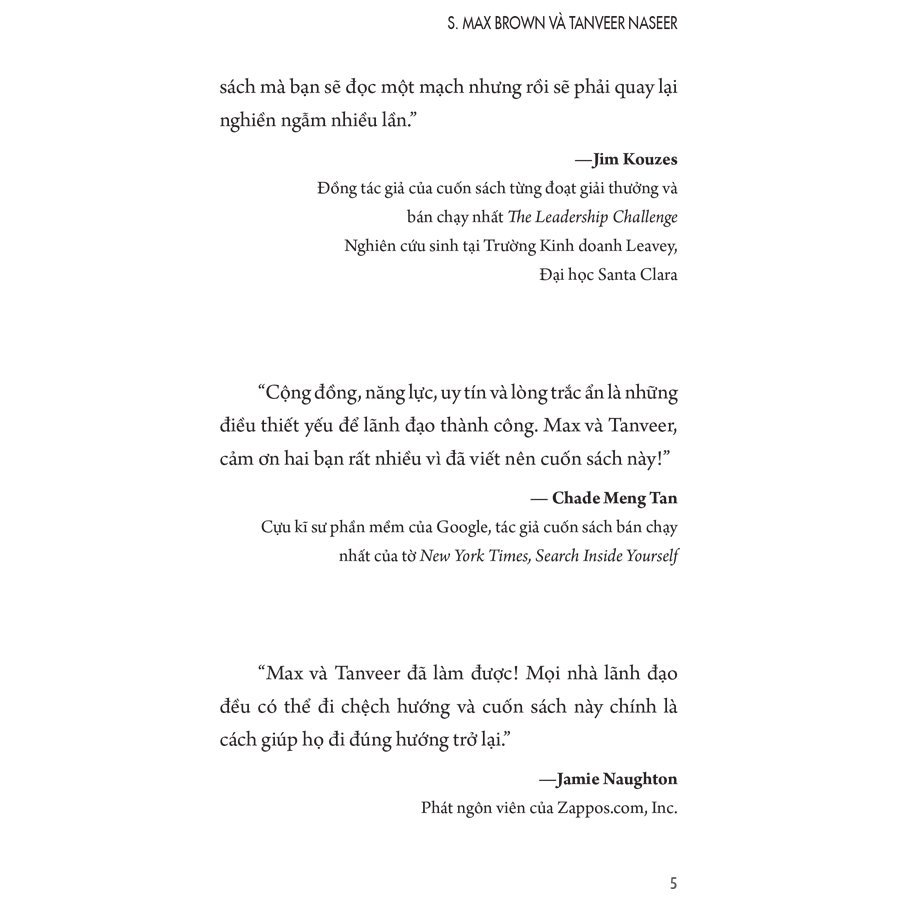 S. MAX BROWN VÀ TANVEER NASEER
sách mà bạn sẽ đọc một mạch nhưng rồi sẽ phải quay lại
nghiền ngẫm nhiều lần.”
—Jim Kouzes
Đồng tác giả của cuốn sách từng đoạt giải thưởng và
bán chạy nhất The Leadership Challenge
Nghiên cứu sinh tại Trường Kinh doanh Leavey,
Đại học Santa Clara
“Cộng đồng, năng lực, uy tín và lòng trắc ẩn là những
điều thiết yếu để lãnh đạo thành công. Max và Tanveer,
cảm ơn hai bạn rất nhiều vì đã viết nên cuốn sách này!”
— Chade Meng Tan
Cựu kĩ sư phần mềm của Google, tác giả cuốn sách bán chạy
nhất của tờ New York Times, Search Inside Yourself
“Max và Tanveer đã làm được! Mọi nhà lãnh đạo
đều có thể đi chệch hướng và cuốn sách này chính là
cách giúp họ đi đúng hướng trở lại.”
—Jamie Naughton
Phát ngôn viên của Zappos.com, Inc.
5